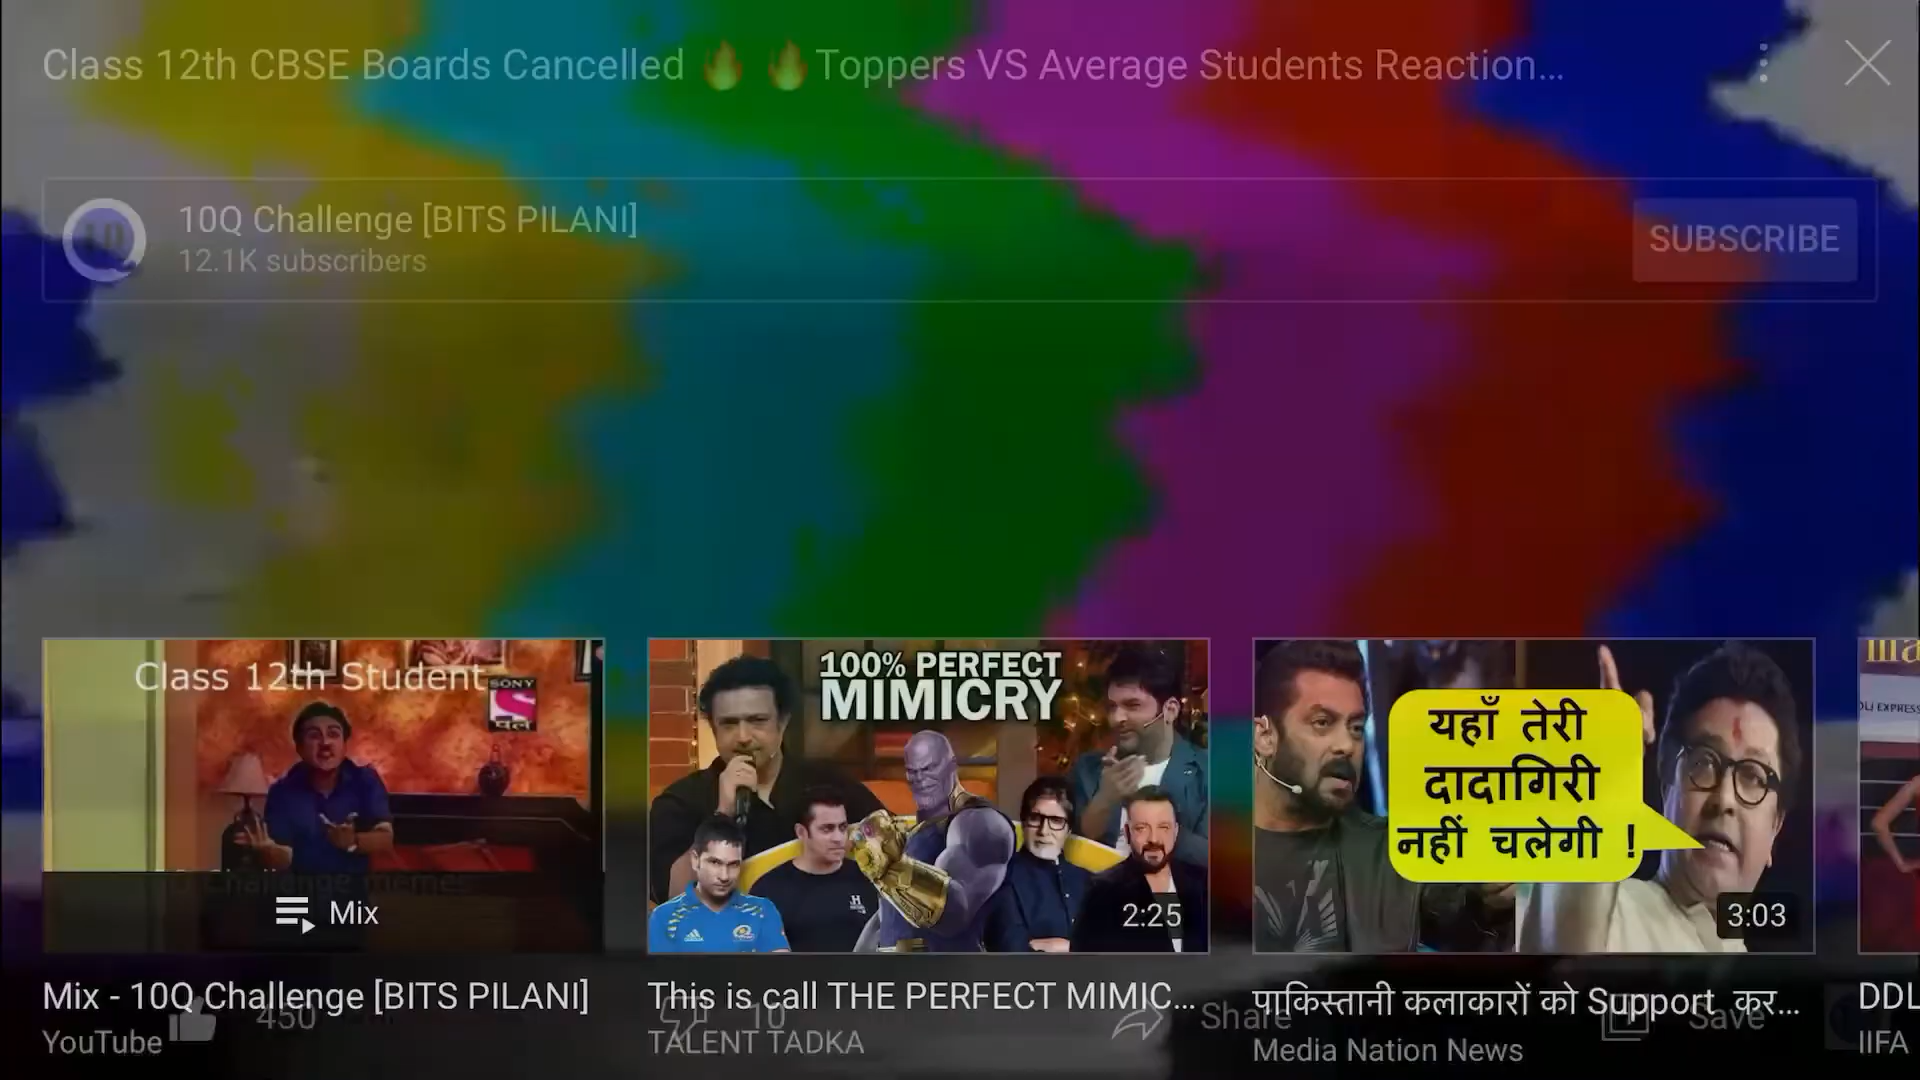 Class 12th CBSE Boards Cancelled 🔥 🔥 Toppers VS Average Students Reaction...
10Q Challenge [BITS PILANI]
12.1K subscribers
SUBSCRIBE
Class 12th Student
SONY
पल
Challenge memes
Mix
100% PERFECT
MIMICRY
2:25
यहाँ तेरी
दादागिरी
नहीं चलेगी !
3:03
Mix - 10Q Challenge [BITS PILANI]
YouTube
This is call THE PERFECT MIMIC...
TALENT TADKA
पाकिस्तानी कलाकारों को Support कर...
Media Nation News
DDL
IIFA
450
10
Share
Save